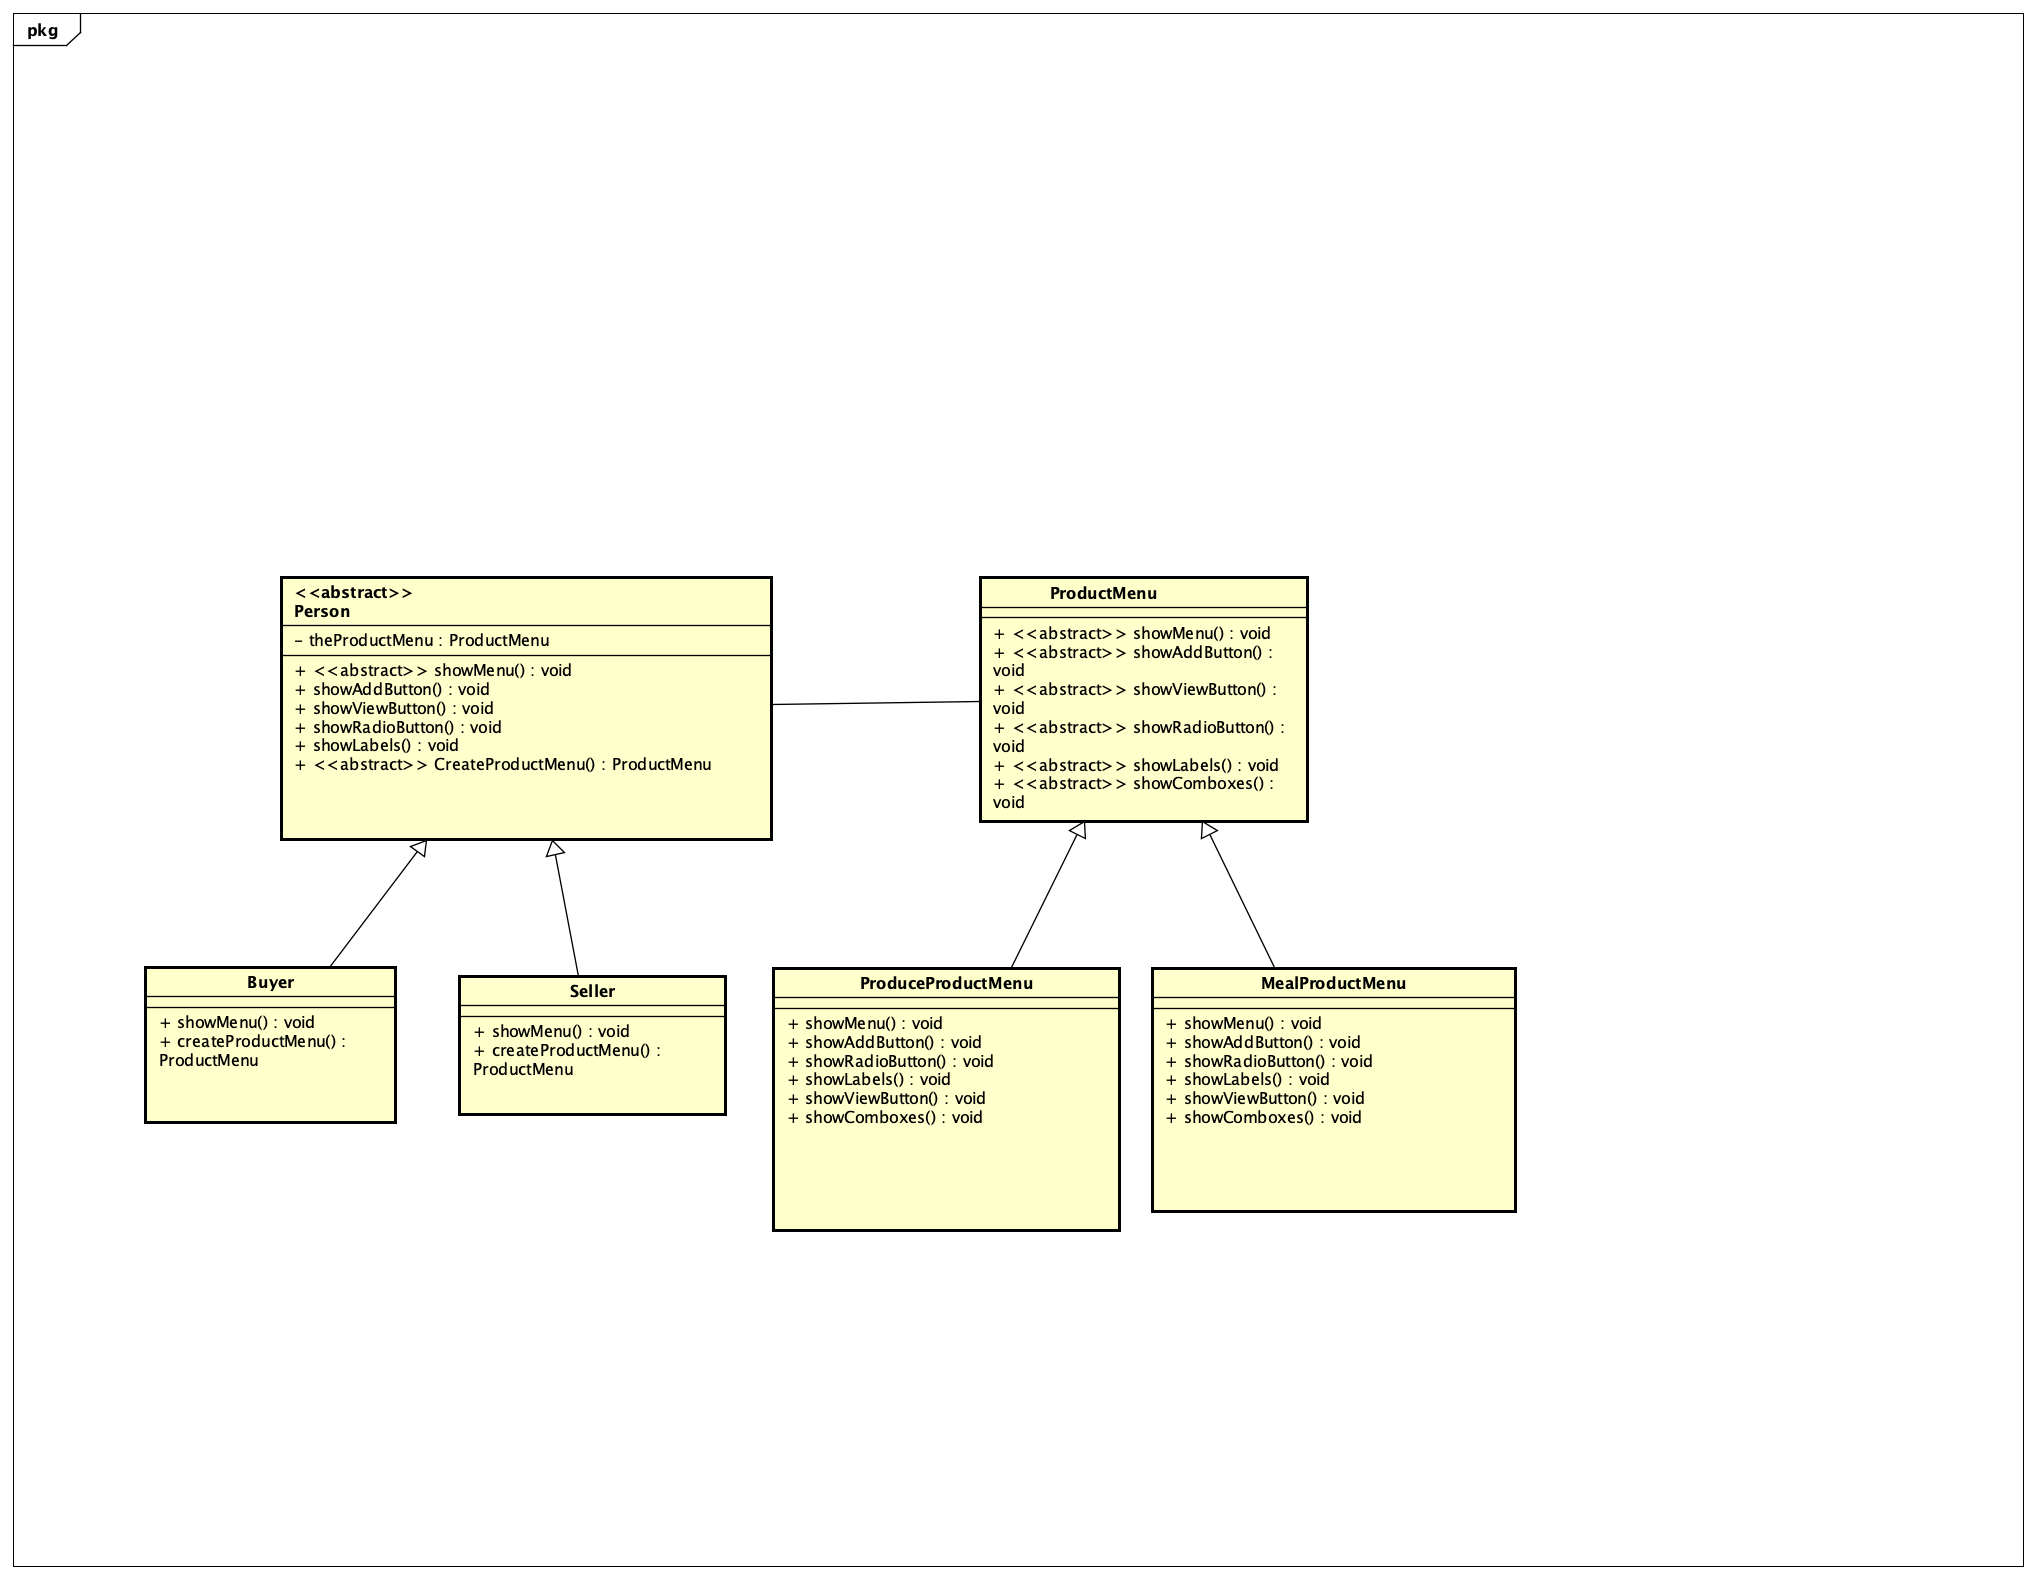 pkg
<<abstract>>
Person
– theProductMenu : ProductMenu
+ <<abstract>> showMenu() : void
+ showAddButton() : void
+ showViewButton() : void
+ showRadioButton() : void
+ showLabels() : void
+ <<abstract>> CreateProductMenu() : ProductMenu
ProductMenu
+ <<abstract>> showMenu() : void
+ <<abstract>> showAddButton() :
void
+ <<abstract>> showViewButton() :
void
+ <<abstract>> showRadioButton() :
void
+ <<abstract>> showLabels() : void
+ <<abstract>> showComboxes() :
void
Buyer
+ showMenu() : void
+ createProductMenu() :
ProductMenu
Seller
+ showMenu() : void
+ createProductMenu() :
ProductMenu
ProduceProductMenu
+ showMenu() : void
+ showAddButton() : void
+ showRadioButton() : void
+ showLabels() : void
+ showViewButton() : void
+ showComboxes() : void
MealProductMenu
+ showMenu() : void
+ showAddButton() : void
+ showRadioButton() : void
+ showLabels() : void
+ showViewButton() : void
+ showComboxes() : void